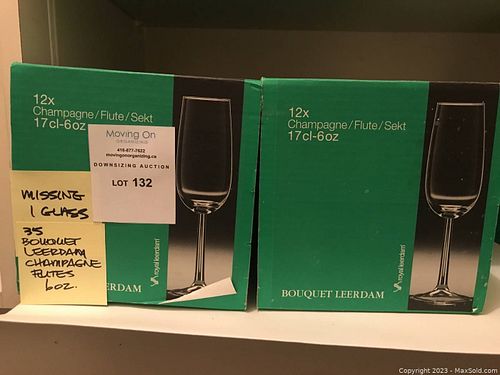 12x
Champagne/Flute/Sekt
17cl-6oz
Moving On
416-877-7622
movingonorganizing.ca
DOWNSIZING AUCTION
LOT 132
MISSING
1 GLASS
35
BOUQUET
LEERDAM
CHAMPAGNE
FLUTES
6oz.
ERDAM
royal leerdam
12x
Champagne/Flute/Sekt
17cl-6oz
BOUQUET LEERDAM
royal leerdam
Copyright 2023 - MaxSold.com